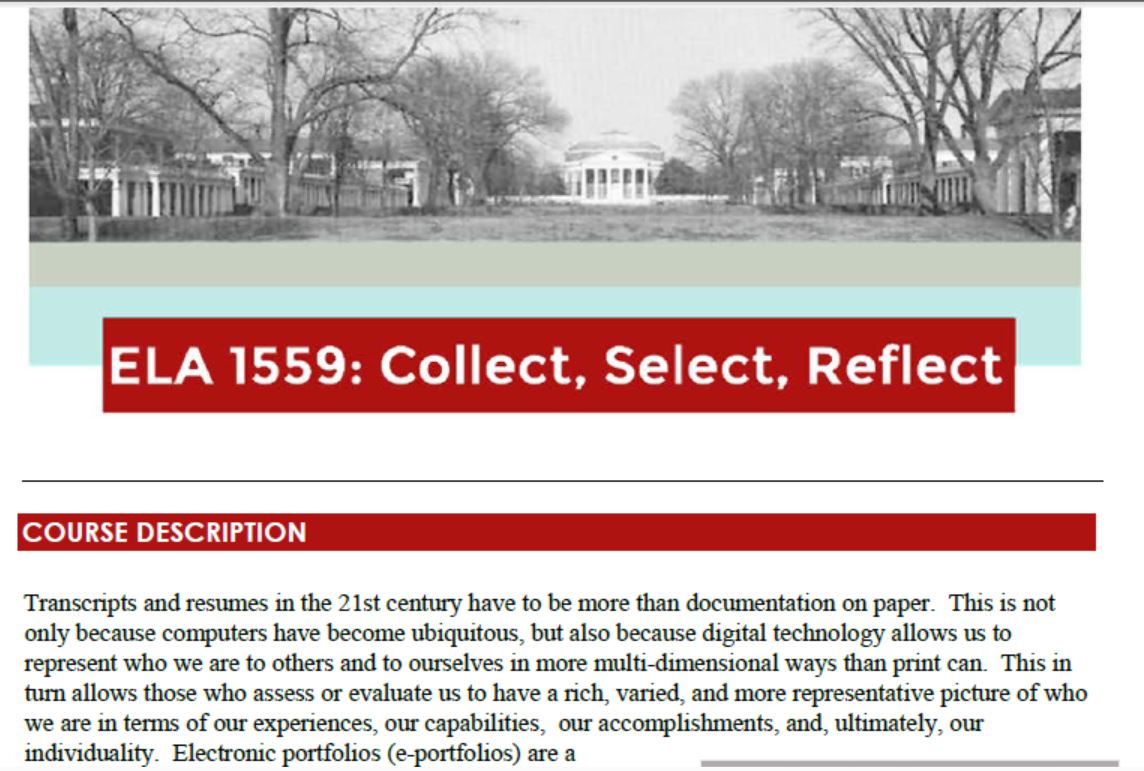 ELA 1559: Collect, Select, Reflect
COURSE DESCRIPTION
Transcripts and resumes in the 21st century have to be more than documentation on paper.  This is not
only because computers have become ubiquitous, but also because digital technology allows us to
represent who we are to others and to ourselves in more multi-dimensional ways than print can.  This in
turn allows those who assess or evaluate us to have a rich, varied, and more representative picture of who
we are in terms of our experiences, our capabilities,  our accomplishments, and, ultimately, our
individuality.  Electronic portfolios (e-portfolios) are a